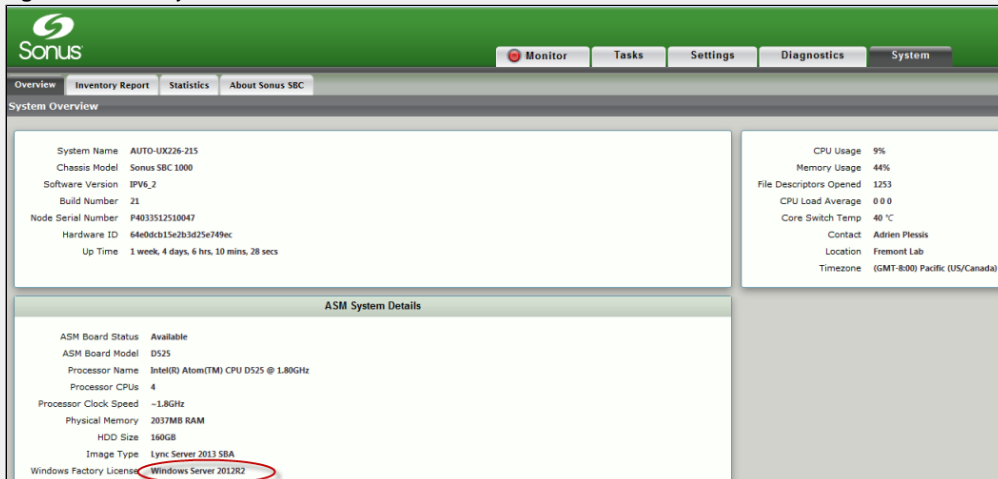 Sonus
Monitor
Tasks
Settings
Diagnostics
System
Overview
Inventory Report
Statistics
About Sonus SBC
System Overview
System Name AUTO-UX226-215
Chassis Model Sonus SBC 1000
Software Version IPV6_2
Build Number 21
Node Serial Number P4033512510047
Hardware ID 64e0dcb15e2b3d25e749ec
Up Time 1 week, 4 days, 6 hrs, 10 mins, 28 secs
CPU Usage 9%
Memory Usage 44%
File Descriptors Opened 1253
CPU Load Average 0 0 0
Core Switch Temp 40 °C
Contact Adrien Plessis
Location Fremont Lab
Timezone (GMT-8:00) Pacific (US/Canada)
ASM System Details
ASM Board Status Available
ASM Board Model D525
Processor Name Intel(R) Atom(TM) CPU D525 @ 1.80GHz
Processor CPUs 4
Processor Clock Speed ~1.8GHz
Physical Memory 2037MB RAM
HDD Size 160GB
Image Type Lync Server 2013 SBA
Windows Factory License Windows Server 2012R2